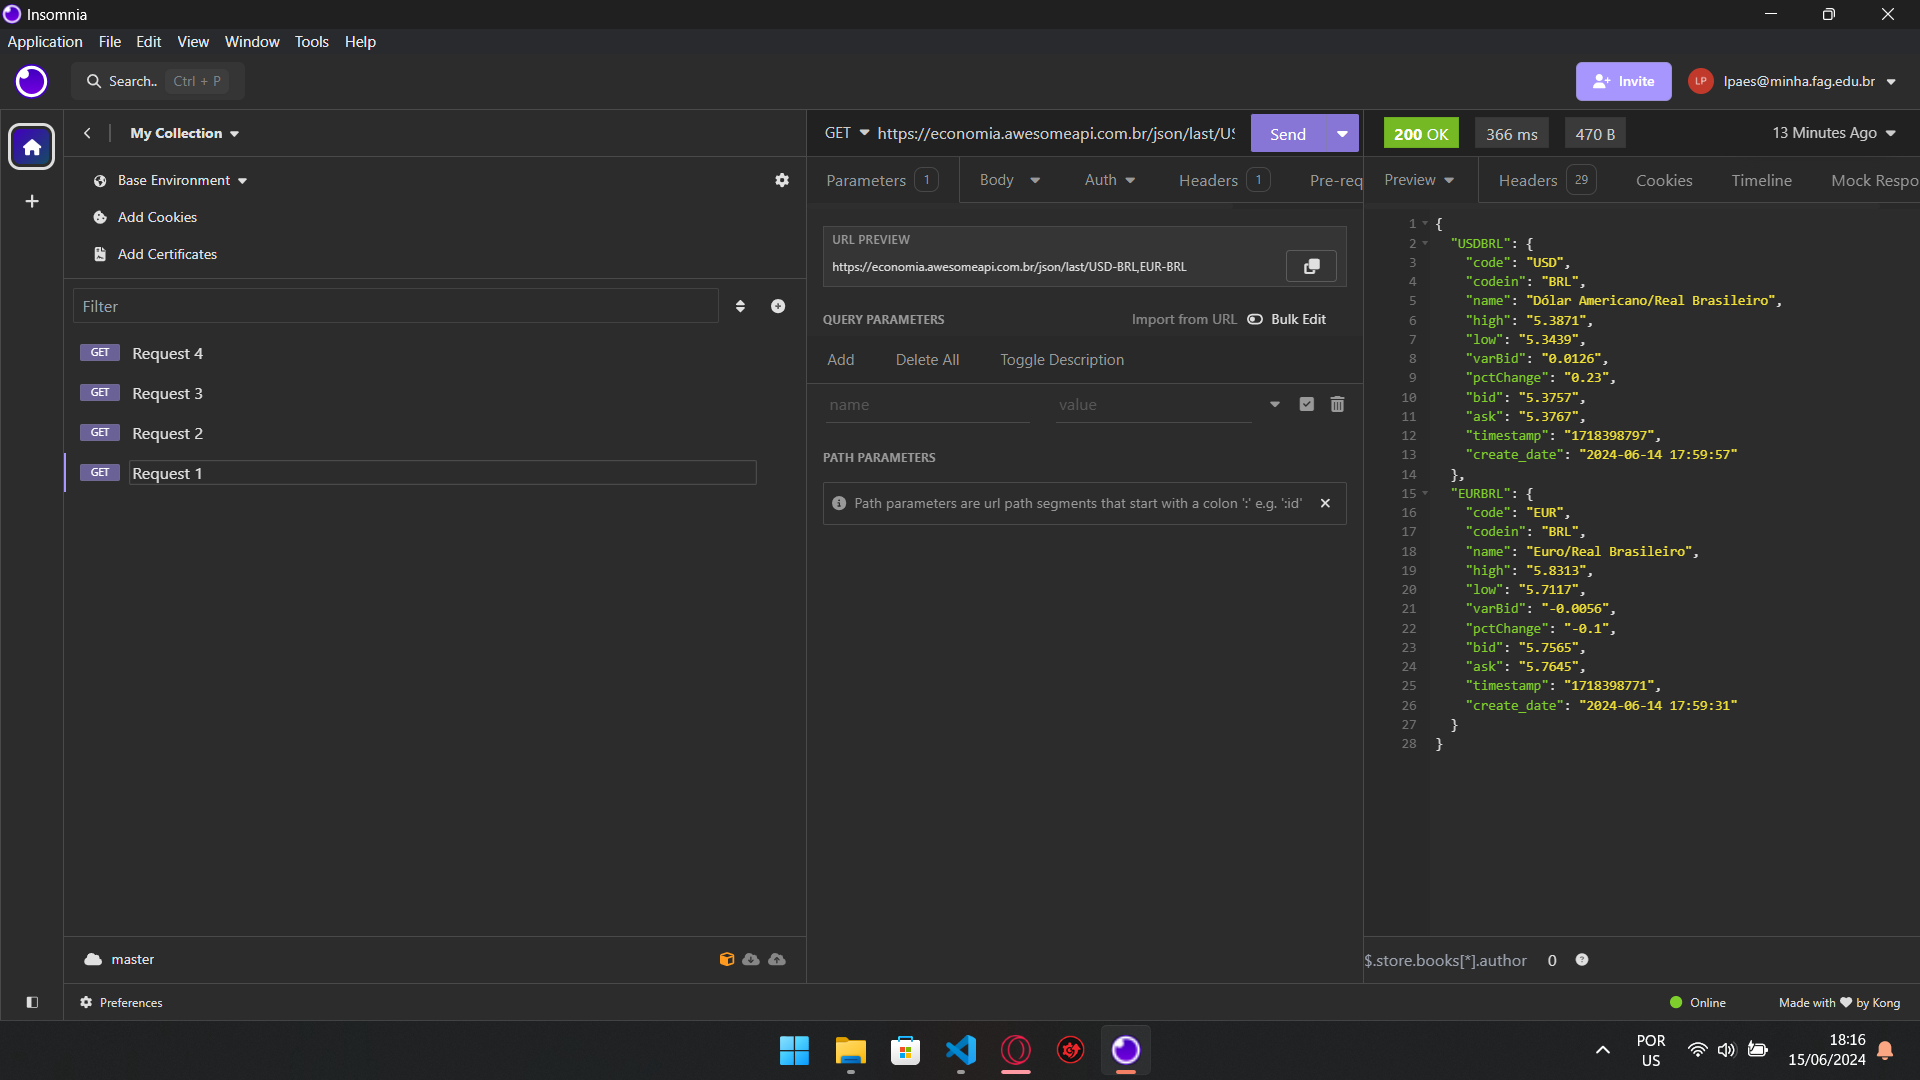 Insomnia
Application File Edit View Window Tools Help
Search.. Ctrl + P
Invite
LP
lpaes@minha.fag.edu.br
My Collection
Base Environment
Add Cookies
Add Certificates
Filter
GET Request 4
GET Request 3
GET Request 2
GET Request 1
master
Preferences
GET https://economia.awesomeapi.com.br/json/last/US
Send
Parameters 1 Body Auth Headers 1 Pre-req
URL PREVIEW
https://economia.awesomeapi.com.br/json/last/USD-BRL,EUR-BRL
QUERY PARAMETERS Import from URL Bulk Edit
Add Delete All Toggle Description
name value
PATH PARAMETERS
Path parameters are url path segments that start with a colon ':' e.g. ':id'
200 OK 366 ms 470 B 13 Minutes Ago
Preview Headers 29 Cookies Timeline Mock Respo
1 {
2 "USDBRL": {
3 "code": "USD",
4 "codein": "BRL",
5 "name": "Dólar Americano/Real Brasileiro",
6 "high": "5.3871",
7 "low": "5.3439",
8 "varBid": "0.0126",
9 "pctChange": "0.23",
10 "bid": "5.3757",
11 "ask": "5.3767",
12 "timestamp": "1718398797",
13 "create_date": "2024-06-14 17:59:57"
14 },
15 "EURBRL": {
16 "code": "EUR",
17 "codein": "BRL",
18 "name": "Euro/Real Brasileiro",
19 "high": "5.8313",
20 "low": "5.7117",
21 "varBid": "-0.0056",
22 "pctChange": "-0.1",
23 "bid": "5.7565",
24 "ask": "5.7645",
25 "timestamp": "1718398771",
26 "create_date": "2024-06-14 17:59:31"
27 }
28 }
$.store.books[*].author 0
Online
Made with ♥ by Kong
POR
US
18:16
15/06/2024